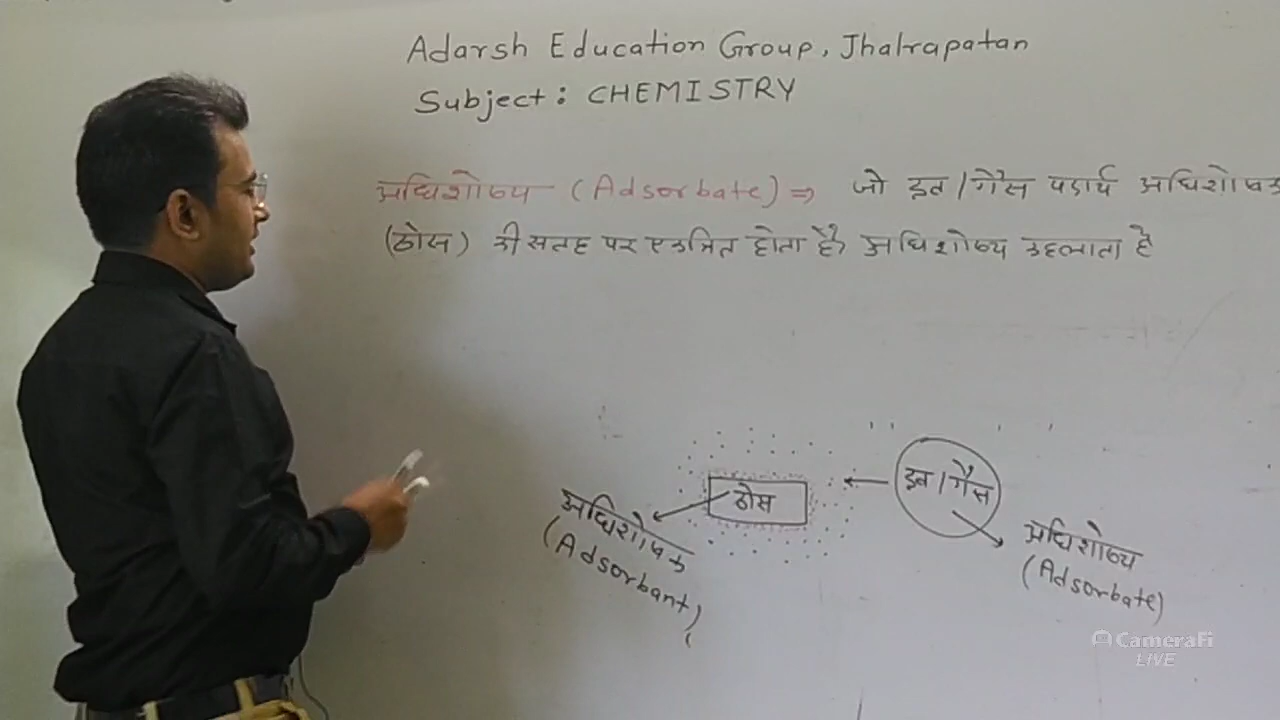 Adarsh Education Group, Jhalrapatan
Subject: CHEMISTRY
अधिशोष्य (Adsorbate) ⇒ जो द्रव/गैस पदार्थ अधिशोषक
(ठोस) की सतह पर एकत्रित होता है, अधिशोष्य कहलाता है
ठोस
द्रव/गैस
अधिशोषक
(Adsorbant)
अधिशोष्य
(Adsorbate)
CameraFi
LIVE